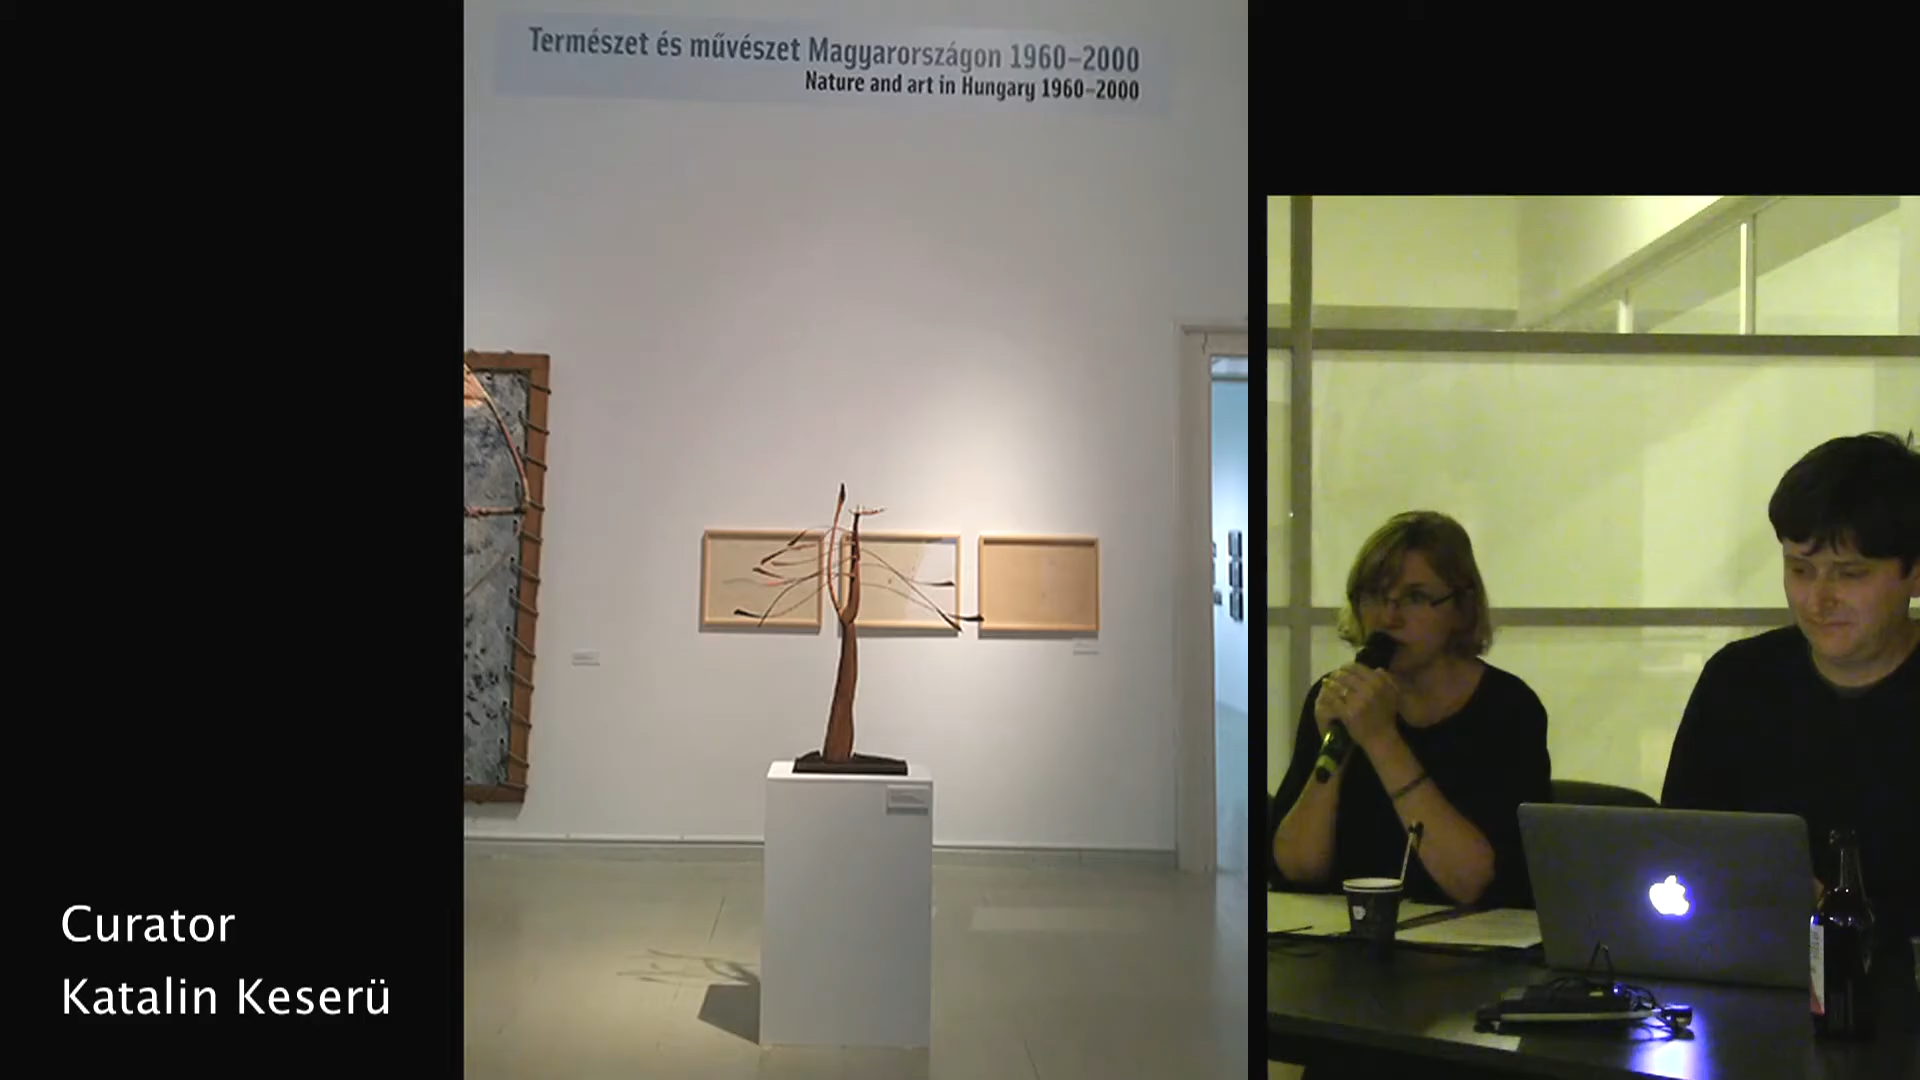 Természet és művészet Magyarországon 1960–2000
Nature and art in Hungary 1960–2000
Curator
Katalin Keserü